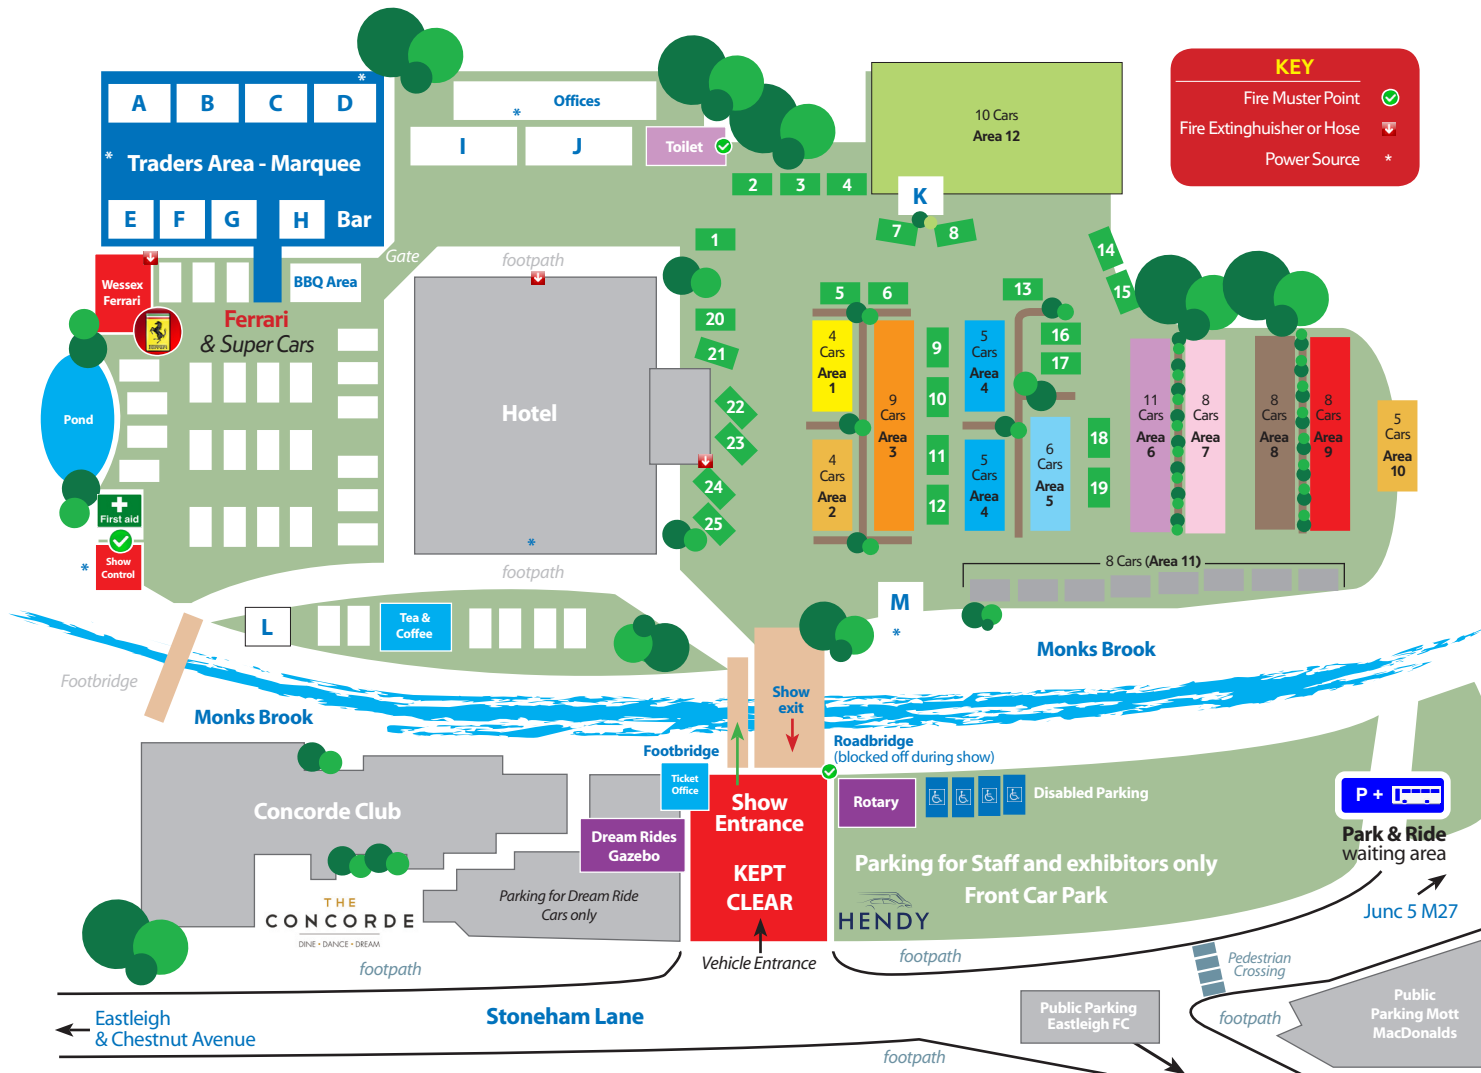 KEY
Fire Muster Point
Fire Extinghuisher or Hose
Power Source *
A
B
C
D
*
*
Traders Area - Marquee
E
F
G
H
Bar
Offices
*
I
J
Toilet
10 Cars
Area 12
K
2
3
4
7
8
1
14
15
Gate
footpath
Wessex
Ferrari
BBQ Area
Ferrari
& Super Cars
Ferrari
Pond
First aid
Show
Control
*
Hotel
*
footpath
20
21
22
23
24
25
5
6
13
16
17
4
Cars
Area
1
4
Cars
Area
2
9
Cars
Area
3
9
10
11
12
5
Cars
Area
4
5
Cars
Area
4
6
Cars
Area
5
18
19
11
Cars
Area
6
8
Cars
Area
7
8
Cars
Area
8
8
Cars
Area
9
5
Cars
Area
10
8 Cars (Area 11)
L
Tea &
Coffee
M
*
Monks Brook
Footbridge
Monks Brook
Show
exit
Footbridge
Roadbridge
(blocked off during show)
Ticket
Office
Show
Entrance
KEPT
CLEAR
Vehicle Entrance
Rotary
Disabled Parking
Dream Rides
Gazebo
Concorde Club
Parking for Dream Ride
Cars only
THE
CONCORDE
DINE • DANCE • DREAM
Parking for Staff and exhibitors only
Front Car Park
HENDY
P +
Park & Ride
waiting area
Junc 5 M27
footpath
footpath
Pedestrian
Crossing
footpath
Stoneham Lane
Eastleigh
& Chestnut Avenue
footpath
Public Parking
Eastleigh FC
Public
Parking Mott
MacDonalds